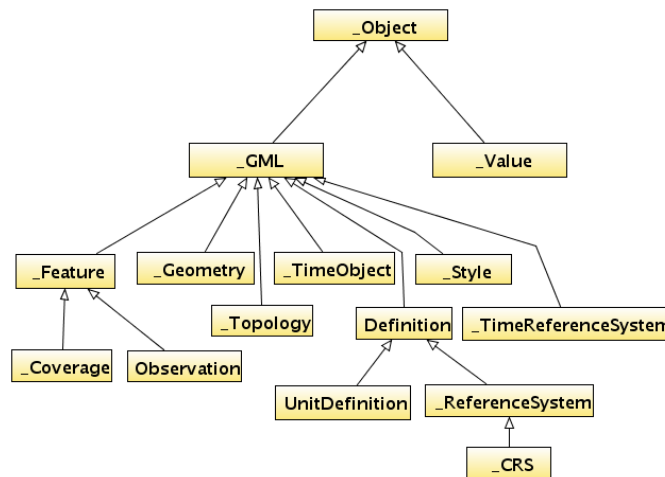 _Object
_GML
_Value
_Feature
_Geometry
_TimeObject
_Style
_Topology
Definition
_TimeReferenceSystem
_Coverage
Observation
UnitDefinition
_ReferenceSystem
_CRS